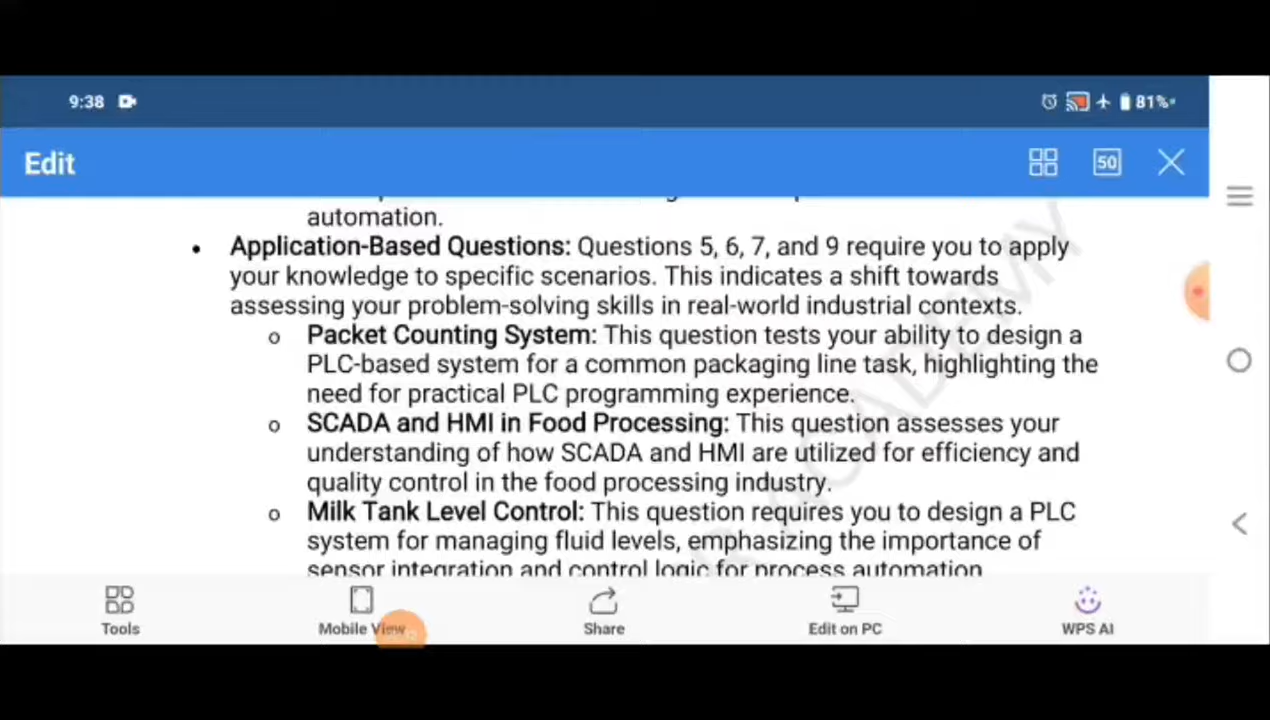 9:38
81%
Edit
50
automation.
• Application-Based Questions: Questions 5, 6, 7, and 9 require you to apply
your knowledge to specific scenarios. This indicates a shift towards
assessing your problem-solving skills in real-world industrial contexts.
o Packet Counting System: This question tests your ability to design a
PLC-based system for a common packaging line task, highlighting the
need for practical PLC programming experience.
o SCADA and HMI in Food Processing: This question assesses your
understanding of how SCADA and HMI are utilized for efficiency and
quality control in the food processing industry.
o Milk Tank Level Control: This question requires you to design a PLC
system for managing fluid levels, emphasizing the importance of
sensor integration and control logic for process automation
Tools
Mobile View
Share
Edit on PC
WPS AI